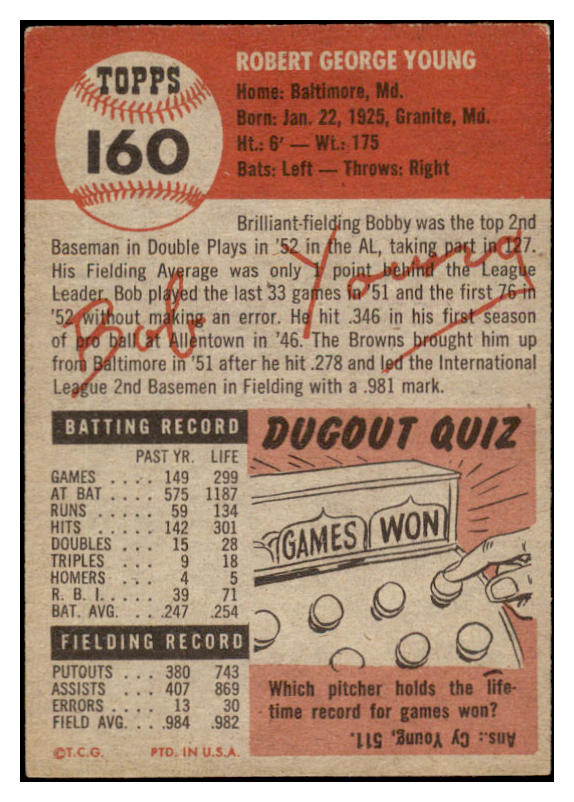 TOPPS
160
ROBERT GEORGE YOUNG
Home: Baltimore, Md.
Born: Jan. 22, 1925, Granite, Md.
Ht.: 6' — Wt.: 175
Bats: Left — Throws: Right
Brilliant-fielding Bobby was the top 2nd
Baseman in Double Plays in '52 in the AL, taking part in 127.
His Fielding Average was only 1 point behind the League
Leader. Bob played the last 33 games in '51 and the first 76 in
'52 without making an error. He hit .346 in his first season
of pro ball at Allentown in '46. The Browns brought him up
from Baltimore in '51 after he hit .278 and led the International
League 2nd Basemen in Fielding with a .981 mark.
Bob Young
BATTING RECORD
PAST YR. LIFE
GAMES . . . . 149 299
AT BAT . . . . 575 1187
RUNS . . . . . 59 134
HITS . . . . . 142 301
DOUBLES . . . 15 28
TRIPLES . . . 9 18
HOMERS . . . 4 5
R. B. I. . . . . 39 71
BAT. AVG. . . .247 .254
FIELDING RECORD
PUTOUTS . . . 380 743
ASSISTS . . . 407 869
ERRORS . . . . 13 30
FIELD AVG. . . .984 .982
©T.C.G. PTD. IN U.S.A.
DUGOUT QUIZ
GAMES WON
Which pitcher holds the life-
time record for games won?
Ans.: Cy Young, 511.